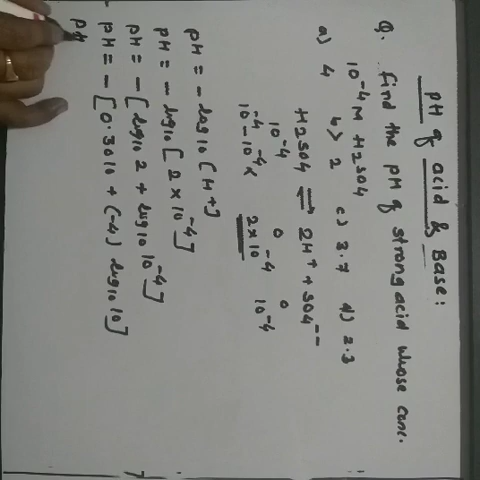 pH of acid & Base:
Q. find the pH of strong acid whose conc.
10⁻⁴M H2SO4
a) 4 b) 2 c) 3.7 d) 2.3
H2SO4 ⇌ 2H⁺ + SO4⁻⁻
10⁻⁴ 0 0
10⁻⁴-10⁻⁴x 2x10⁻⁴ 10⁻⁴
pH = - log10 [H+]
pH = - log10 [2 x 10⁻⁴]
pH = - [log10 2 + log10 10⁻⁴]
pH = - [0.3010 + (-4) log10 10]
pH